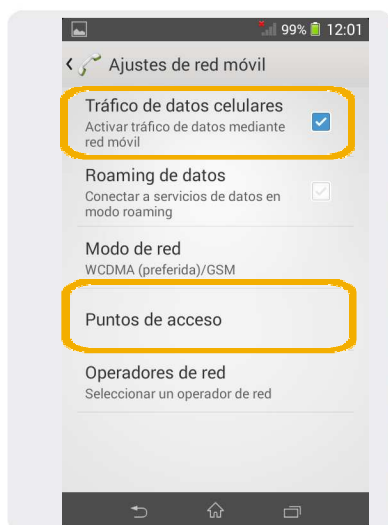 99% 12:01
Ajustes de red móvil
Tráfico de datos celulares
Activar tráfico de datos mediante
red móvil
Roaming de datos
Conectar a servicios de datos en
modo roaming
Modo de red
WCDMA (preferida)/GSM
Puntos de acceso
Operadores de red
Seleccionar un operador de red